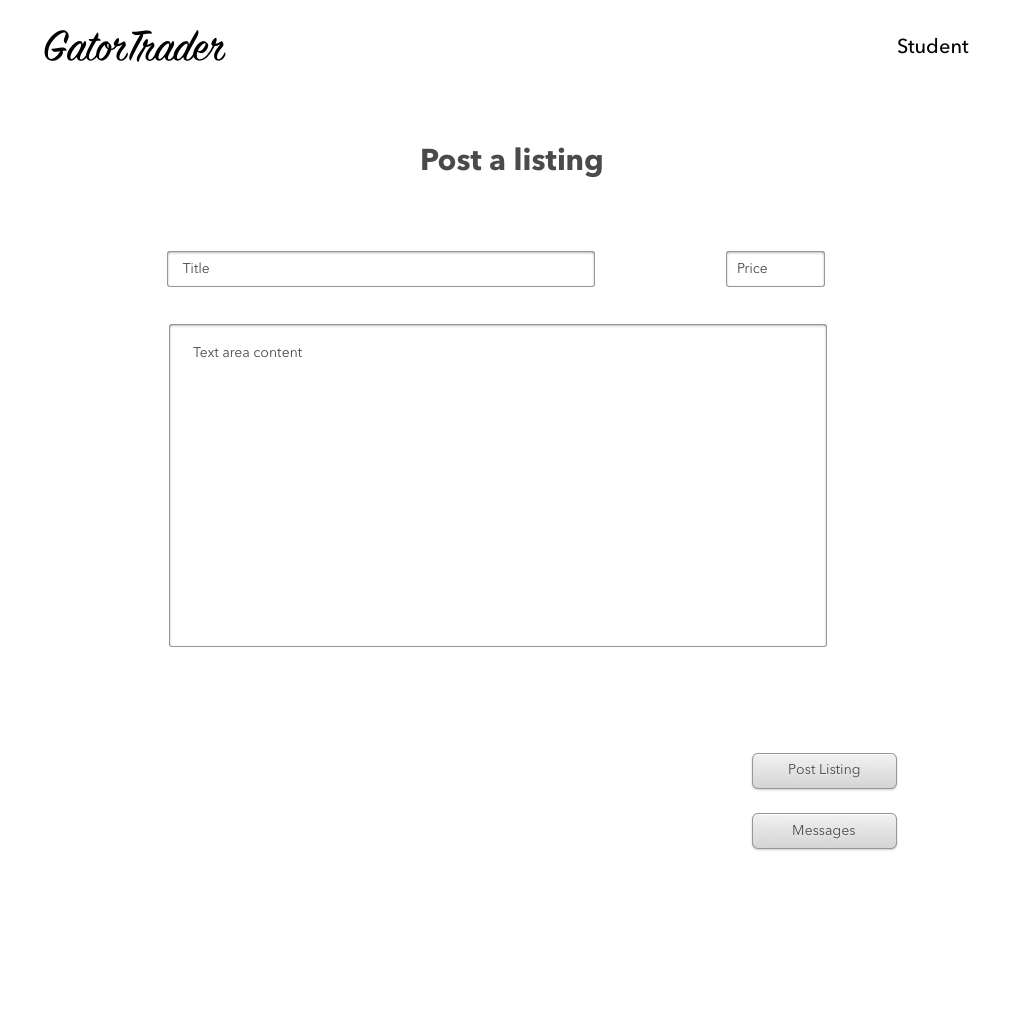 GatorTrader
Student
Post a listing
Title
Price
Text area content
Post Listing
Messages